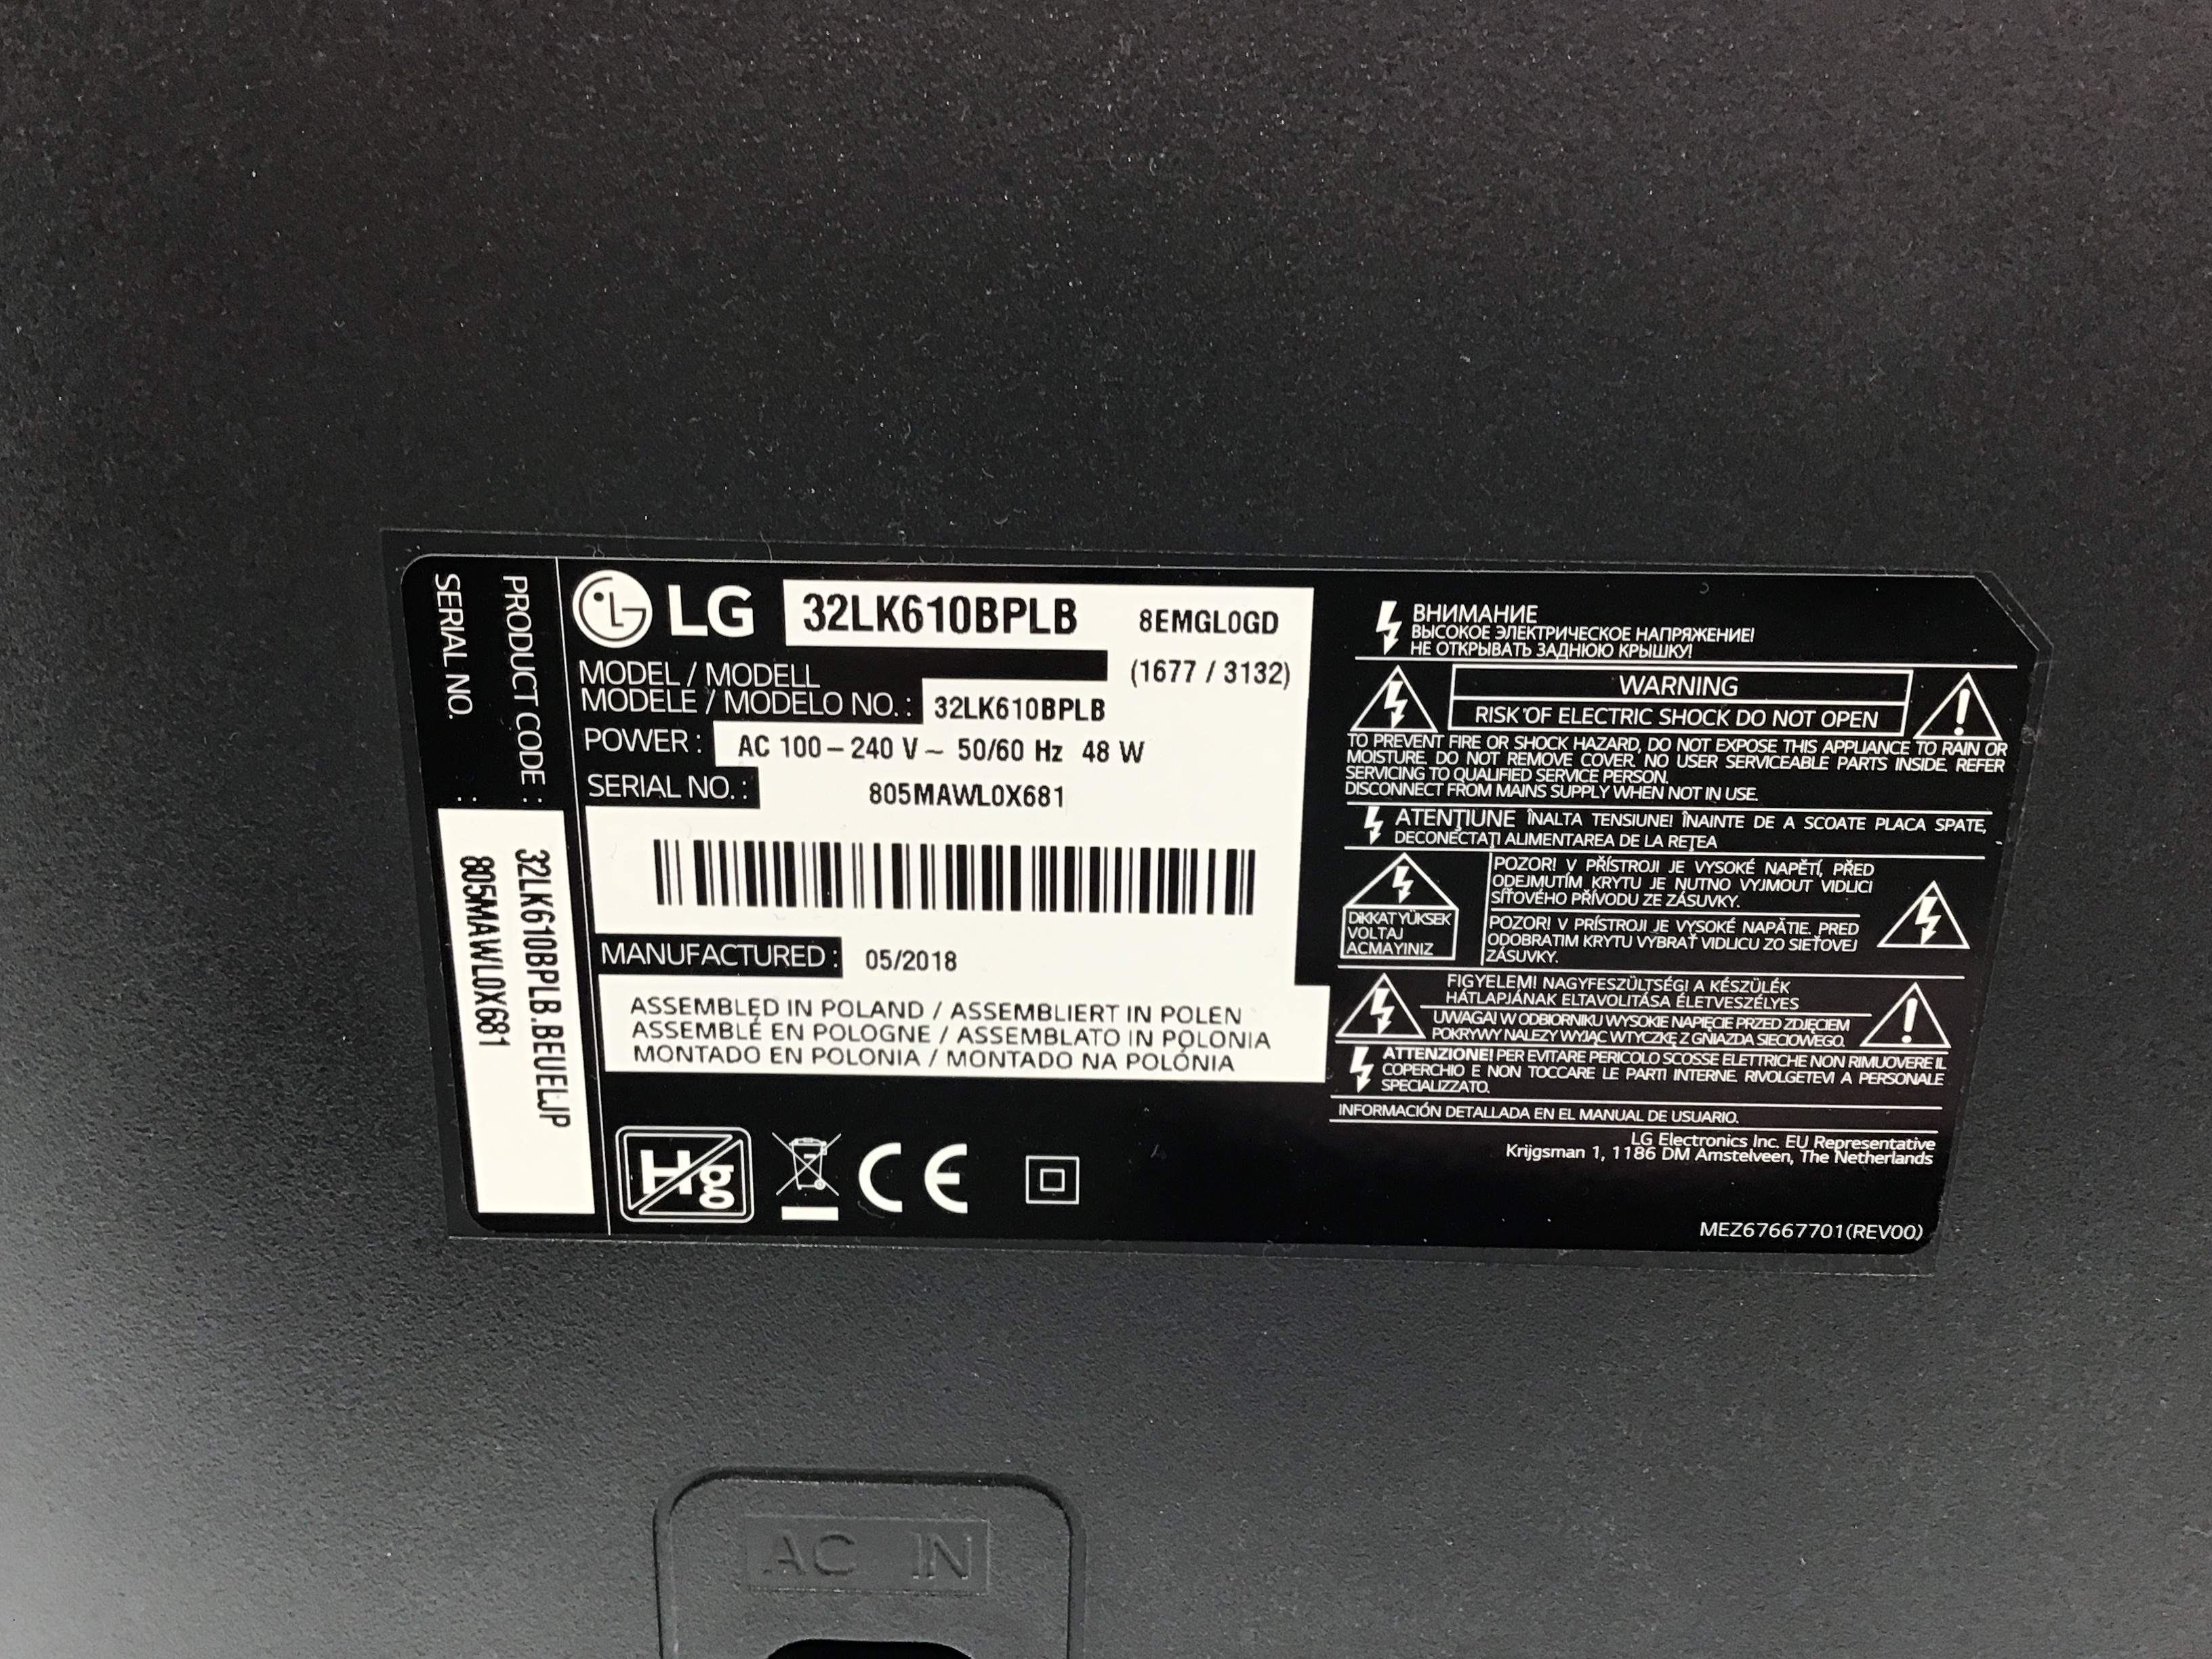 SERIAL NO. :
805MAWL0X681
PRODUCT CODE :
32LK610BPLB.BEUELJP
LG
32LK610BPLB
8EMGL0GD
MODEL / MODELL
(1677 / 3132)
MODELE / MODELO NO. :
32LK610BPLB
POWER :
AC 100 – 240 V ~ 50/60 Hz 48 W
SERIAL NO. :
805MAWL0X681
MANUFACTURED :
05/2018
ASSEMBLED IN POLAND / ASSEMBLIERT IN POLEN
ASSEMBLÉ EN POLOGNE / ASSEMBLATO IN POLONIA
MONTADO EN POLONIA / MONTADO NA POLÓNIA
Hg
CE
ВНИМАНИЕ
ВЫСОКОЕ ЭЛЕКТРИЧЕСКОЕ НАПРЯЖЕНИЕ!
НЕ ОТКРЫВАТЬ ЗАДНЮЮ КРЫШКУ!
WARNING
RISK OF ELECTRIC SHOCK DO NOT OPEN
TO PREVENT FIRE OR SHOCK HAZARD, DO NOT EXPOSE THIS APPLIANCE TO RAIN OR
MOISTURE. DO NOT REMOVE COVER. NO USER SERVICEABLE PARTS INSIDE. REFER
SERVICING TO QUALIFIED SERVICE PERSON.
DISCONNECT FROM MAINS SUPPLY WHEN NOT IN USE.
ATENŢIUNE ÎNALTA TENSIUNE! ÎNAINTE DE A SCOATE PLACA SPATE,
DECONECTAŢI ALIMENTAREA DE LA REŢEA
DİKKAT YÜKSEK
VOLTAJ
ACMAYINIZ
POZOR! V PŘÍSTROJI JE VYSOKÉ NAPĚTÍ, PŘED
ODEJMUTÍM KRYTU JE NUTNO VYJMOUT VIDLICI
SÍŤOVÉHO PŘÍVODU ZE ZÁSUVKY.
POZOR! V PRÍSTROJI JE VYSOKÉ NAPÄTIE. PRED
ODOBRATIM KRYTU VYBRAŤ VIDLICU ZO SIEŤOVEJ
ZÁSUVKY.
FIGYELEM! NAGYFESZÜLTSÉG! A KÉSZÜLÉK
HÁTLAPJÁNAK ELTAVOLITÁSA ÉLETVESZÉLYES
UWAGA! W ODBIORNIKU WYSOKIE NAPIĘCIE PRZED ZDJĘCIEM
POKRYWY NALEZY WYJĄC WTYCZKĘ Z GNIAZDA SIECIOWEGO.
ATTENZIONE! PER EVITARE PERICOLO SCOSSE ELETTRICHE NON RIMUOVERE IL
COPERCHIO E NON TOCCARE LE PARTI INTERNE. RIVOLGETEVI A PERSONALE
SPECIALIZZATO.
INFORMACIÓN DETALLADA EN EL MANUAL DE USUARIO.
LG Electronics Inc. EU Representative
Krijgsman 1, 1186 DM Amstelveen, The Netherlands
MEZ67667701(REV00)
AC IN